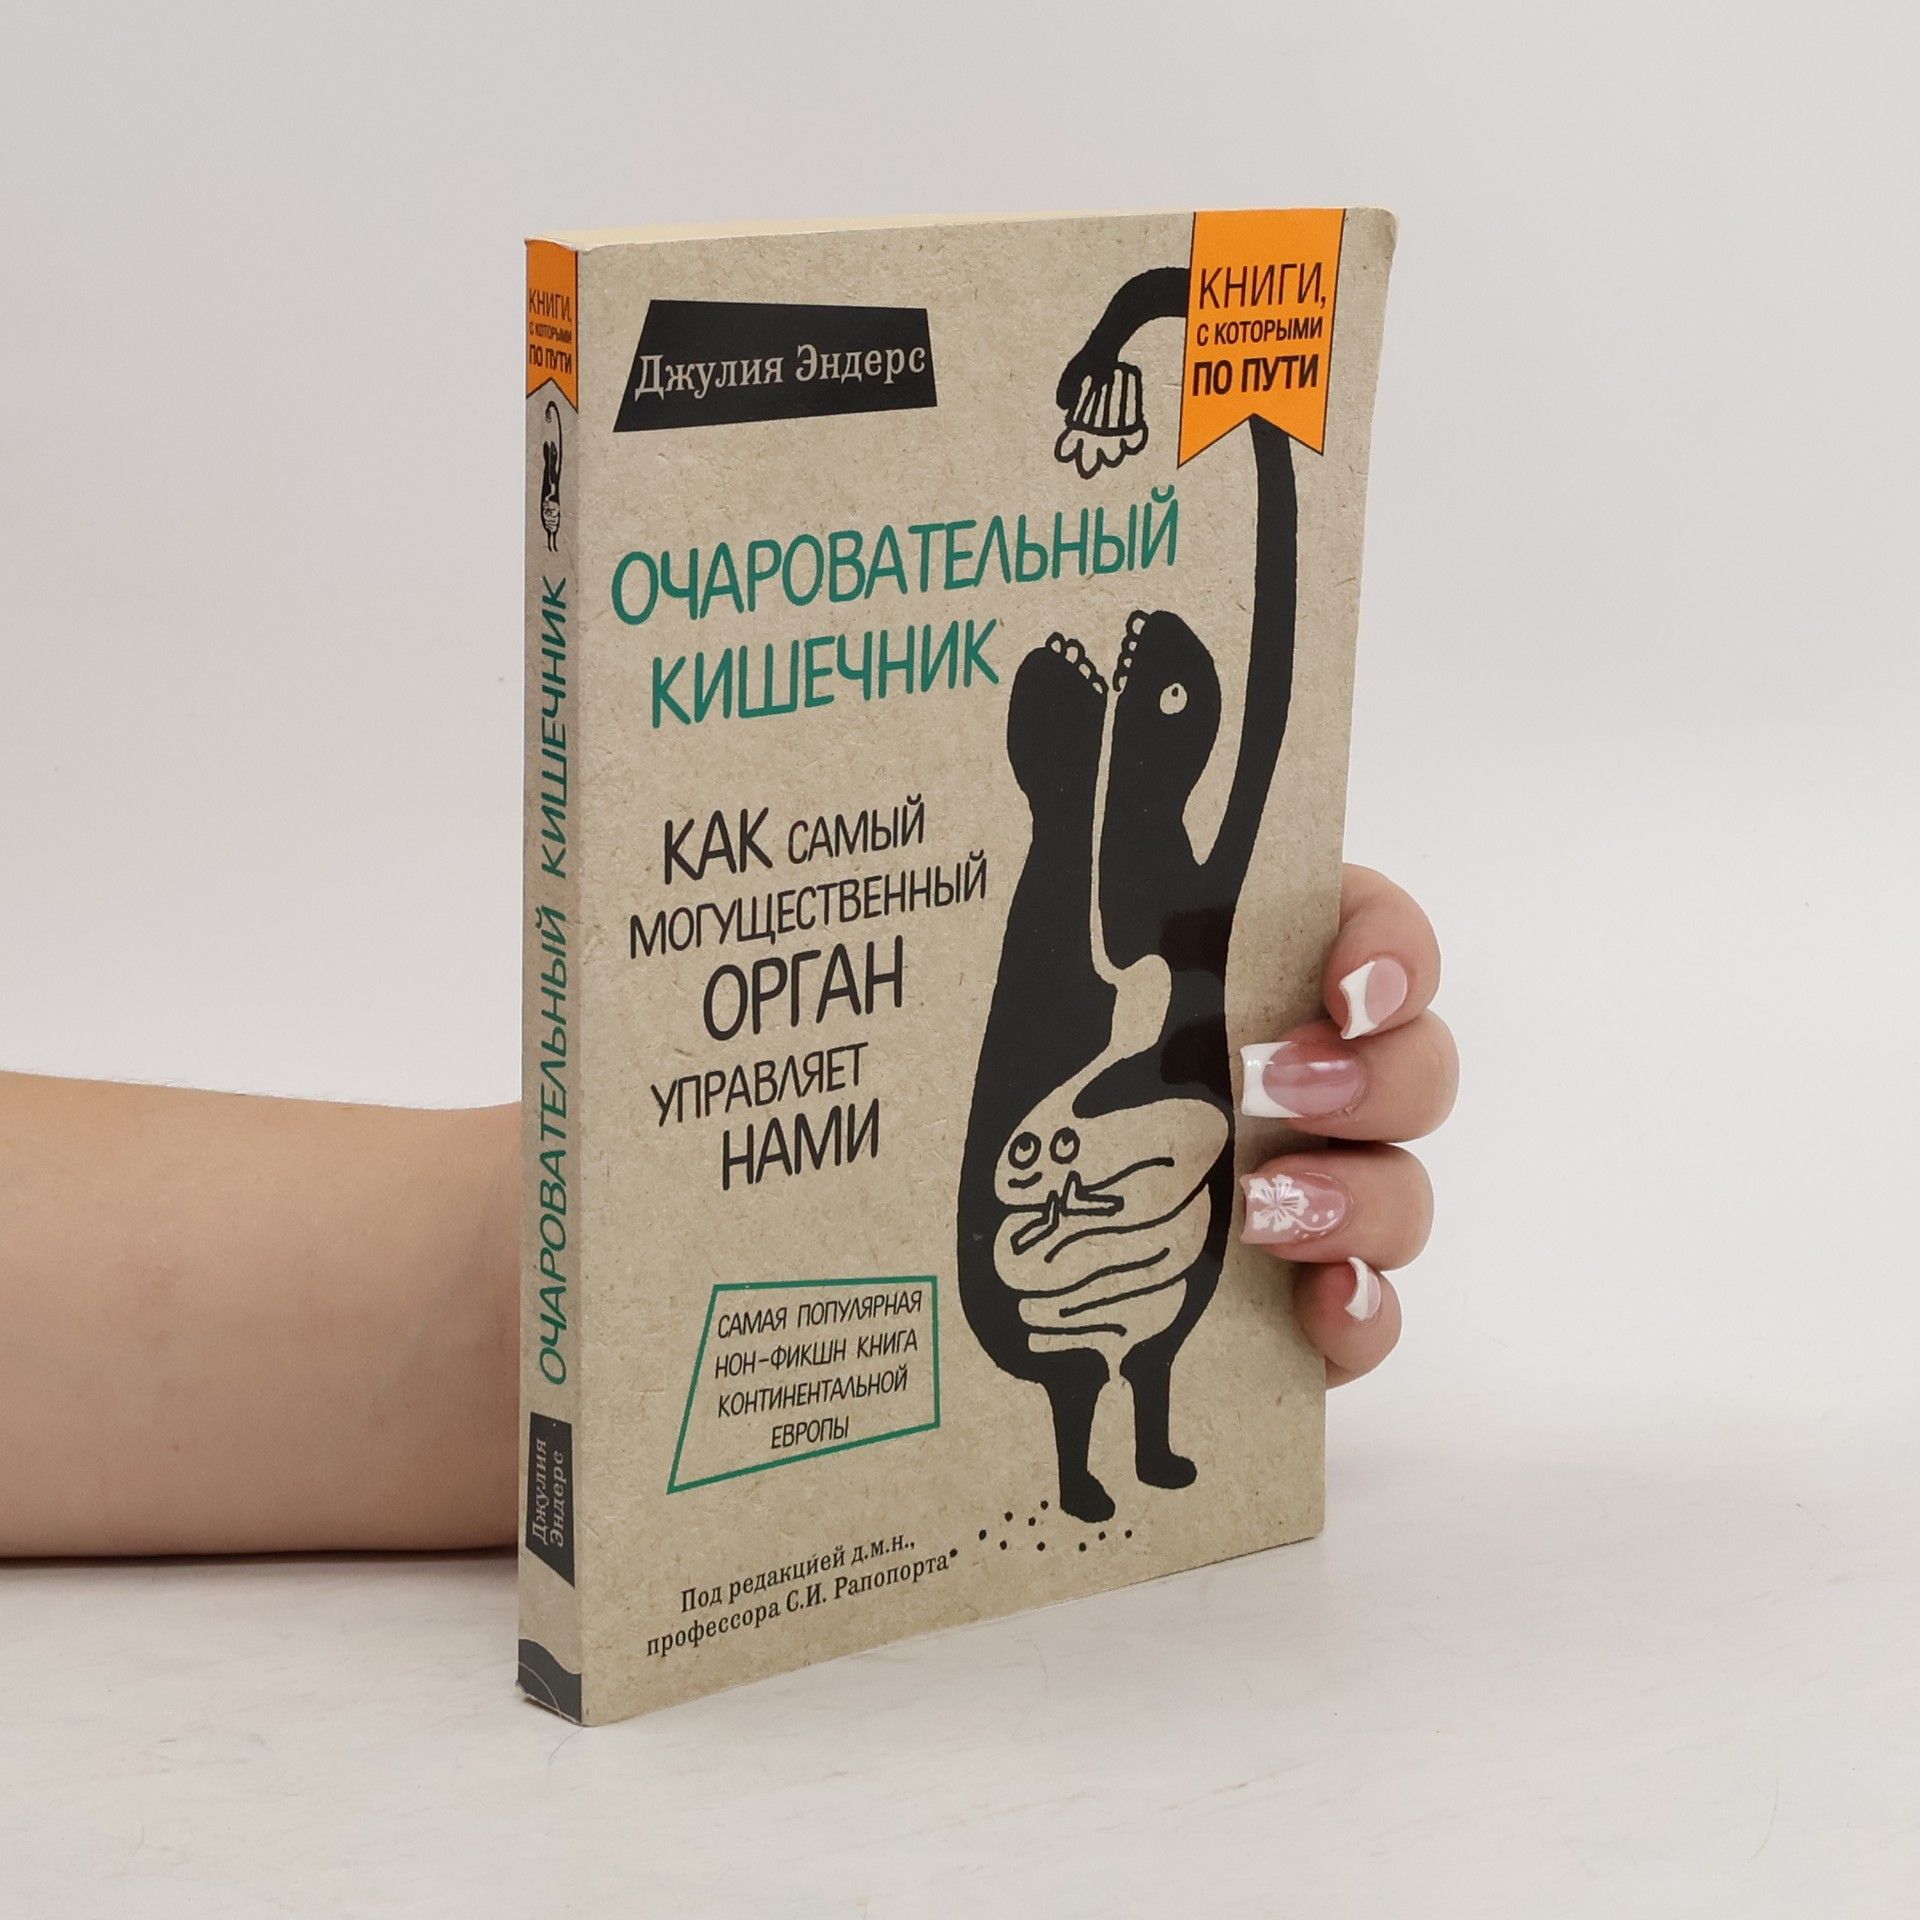 Джулия Эндерс
КНИГИ,
С КОТОРЫМИ
ПО ПУТИ
ОЧАРОВАТЕЛЬНЫЙ
КИШЕЧНИК
КАК САМЫЙ
МОГУЩЕСТВЕННЫЙ
ОРГАН
УПРАВЛЯЕТ
НАМИ
САМАЯ ПОПУЛЯРНАЯ
НОН-ФИКШН КНИГА
КОНТИНЕНТАЛЬНОЙ
ЕВРОПЫ
Под редакцией д.м.н.,
профессора С.И. Рапопорта
КНИГИ,
С КОТОРЫМИ
ПО ПУТИ
ОЧАРОВАТЕЛЬНЫЙ КИШЕЧНИК
Джулия
Эндерс